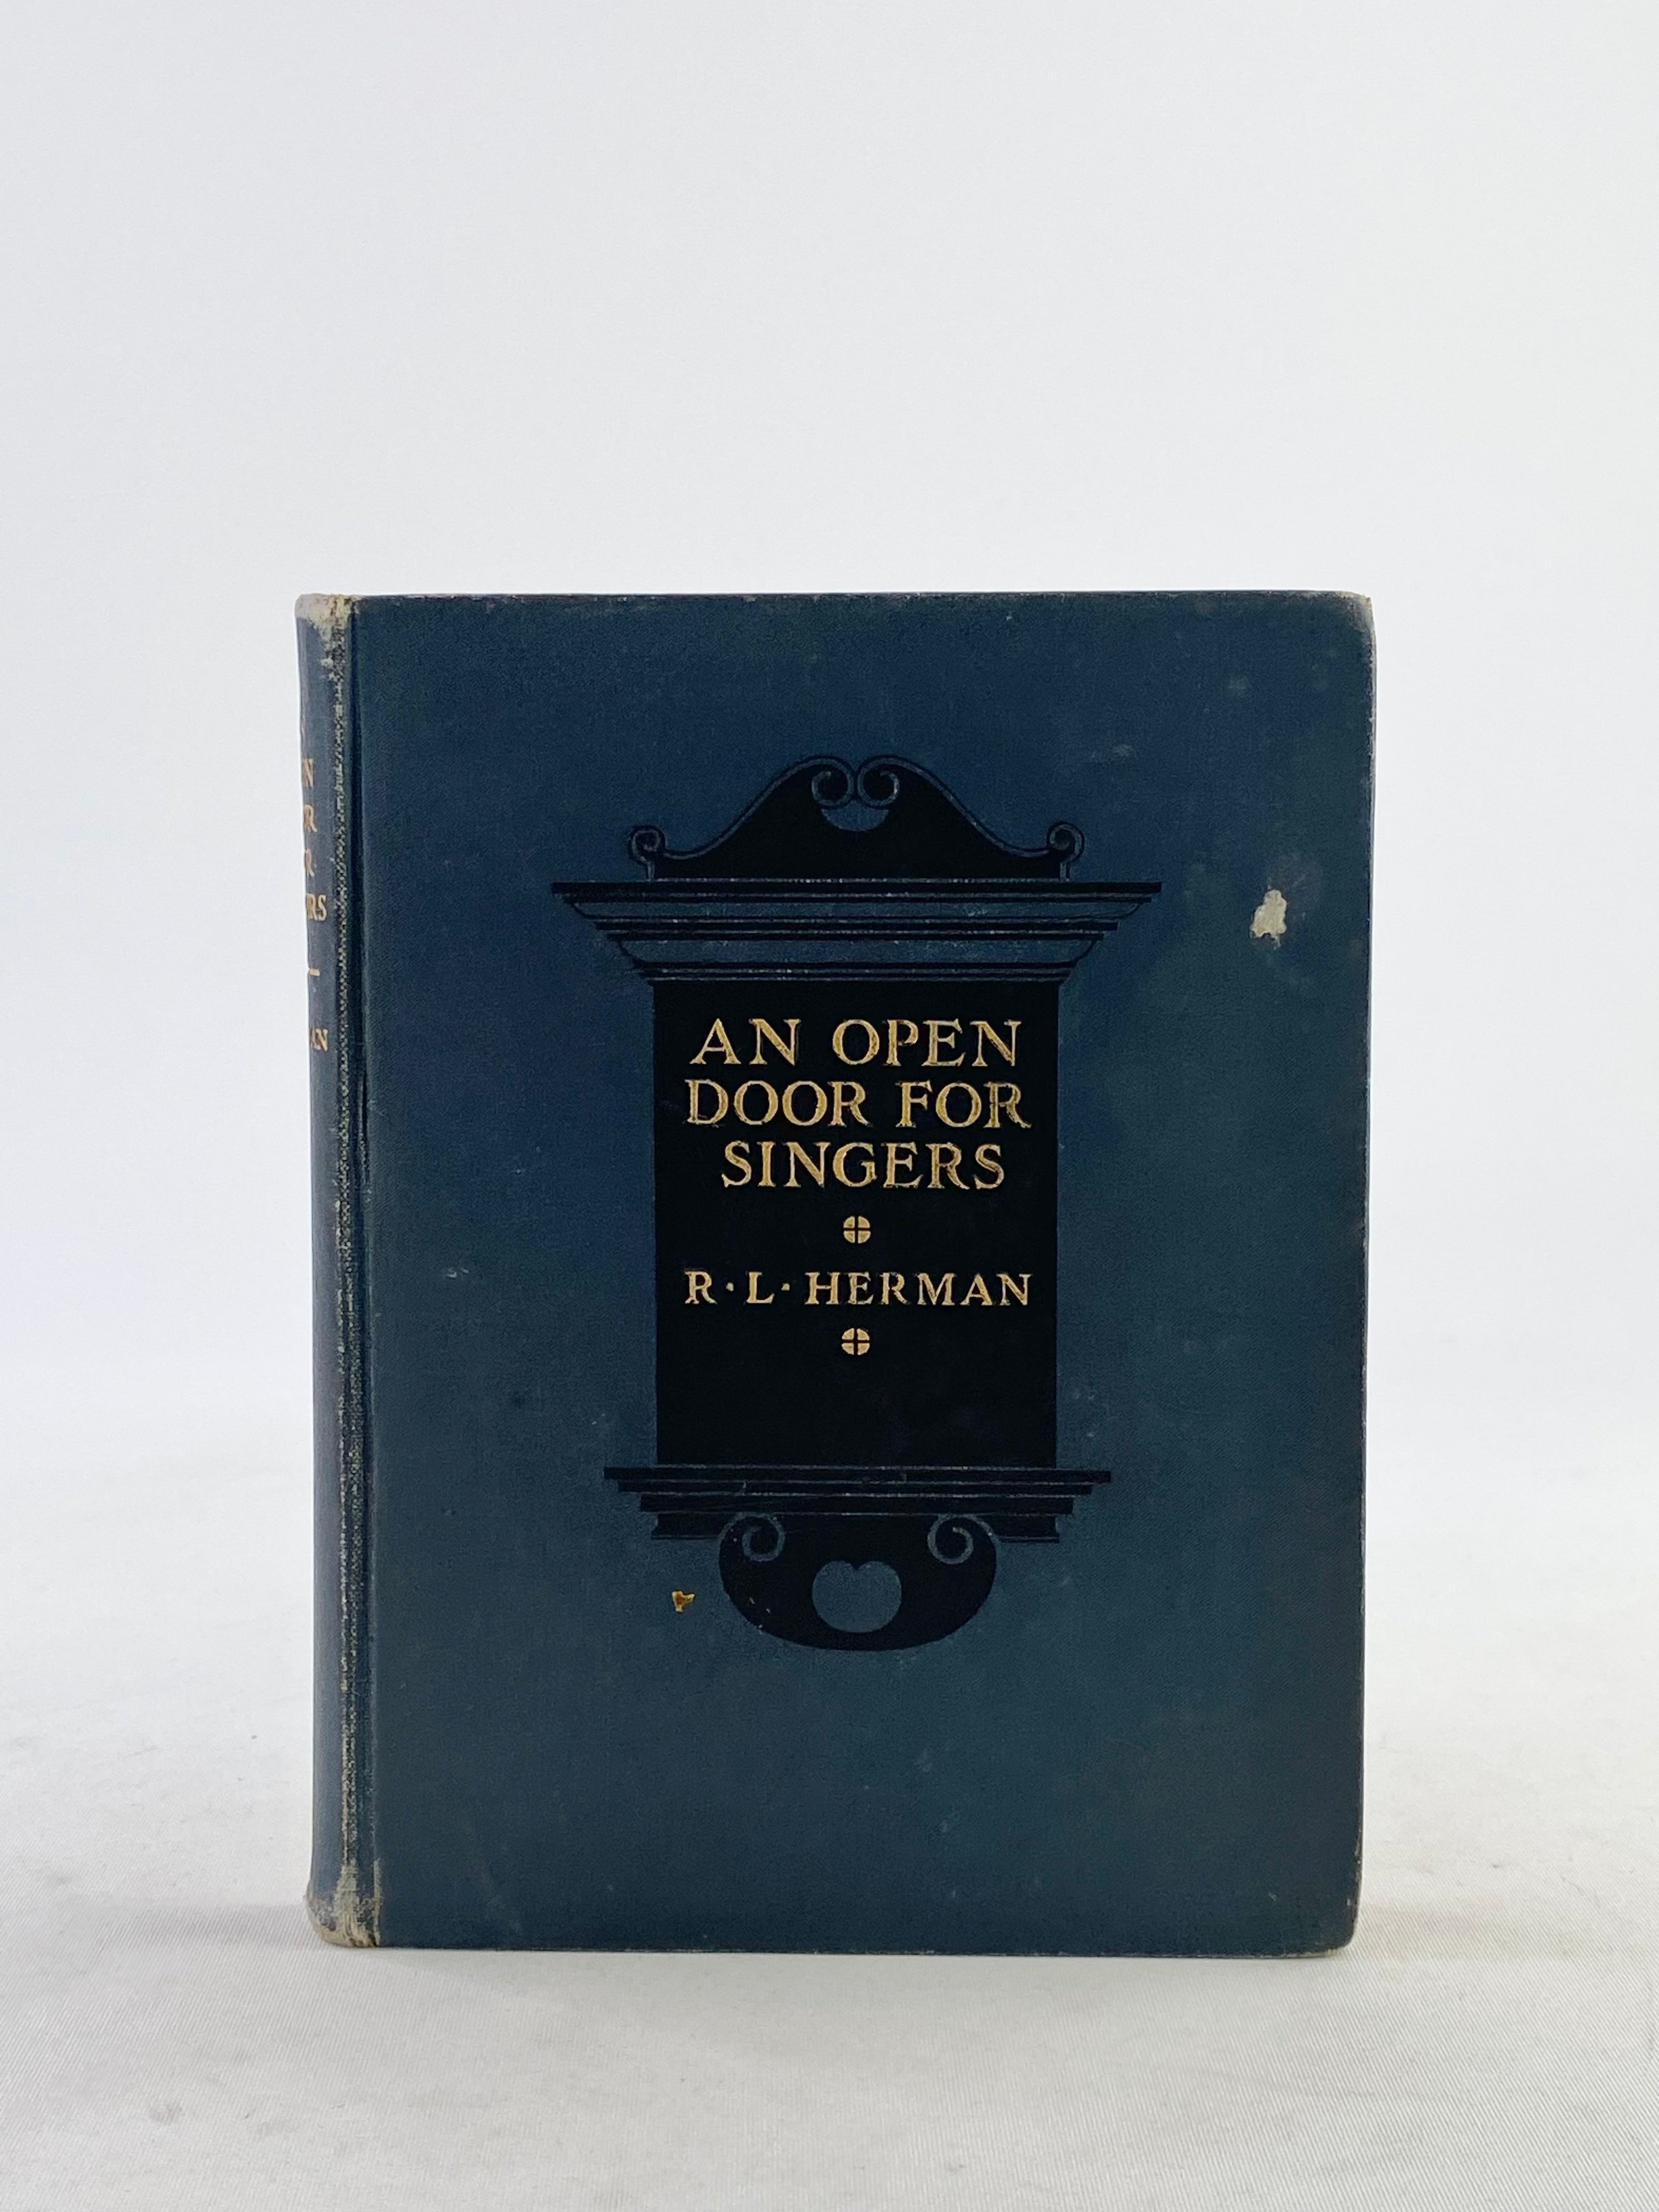 AN OPEN
DOOR FOR
SINGERS
R·L·HERMAN